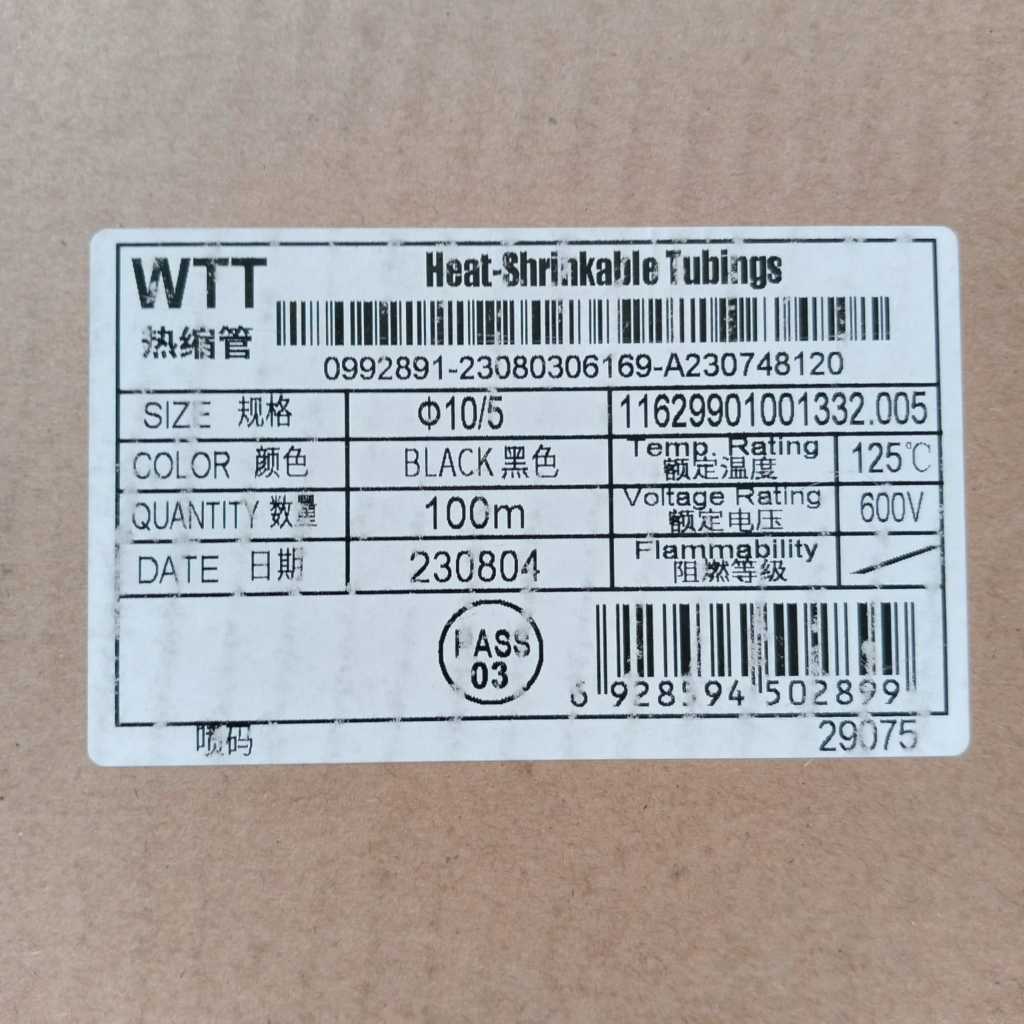 WTT
Heat-Shrinkable Tubings
热缩管
0992891-23080306169-A230748120
SIZE 规格 Φ10/5 11629901001332.005
COLOR 颜色 BLACK 黑色 Temp. Rating 额定温度 125℃
QUANTITY 数量 100m Voltage Rating 额定电压 600V
DATE 日期 230804 Flammability 阻燃等级
PASS
03
6 928594 502899
喷码 29075